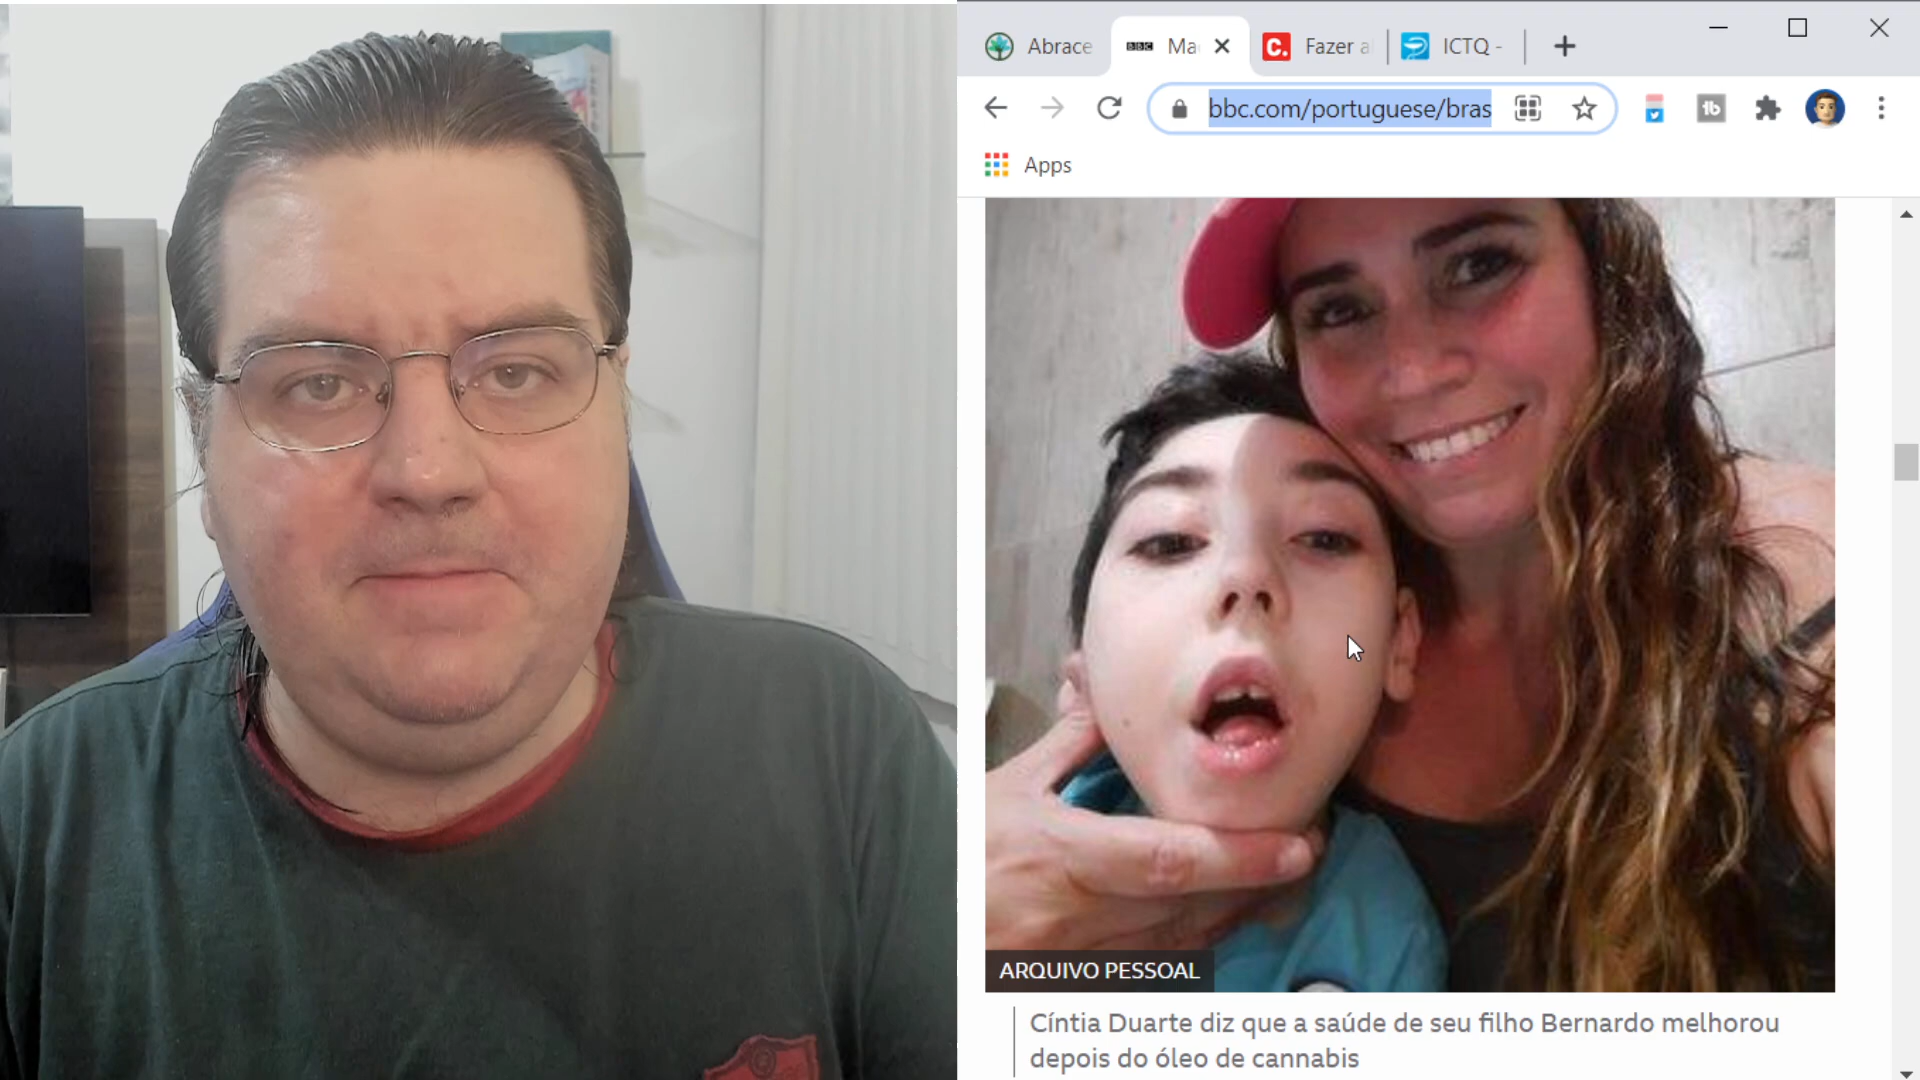 Abrace
BBC
Ma
Fazer a
ICTQ -
bbc.com/portuguese/bras
Apps
ARQUIVO PESSOAL
Cíntia Duarte diz que a saúde de seu filho Bernardo melhorou
depois do óleo de cannabis